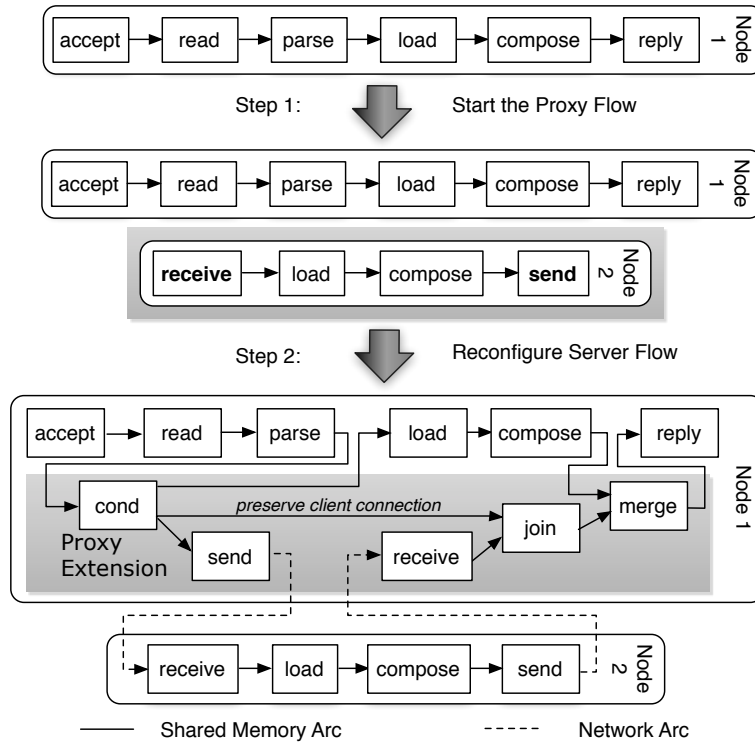 accept read parse load compose reply
Node 1
Step 1: Start the Proxy Flow
accept read parse load compose reply
Node 1
receive load compose send
Node 2
Step 2: Reconfigure Server Flow
accept read parse load compose reply
Node 1
cond preserve client connection merge
join
Proxy
Extension
send receive
receive load compose send
Node 2
Shared Memory Arc Network Arc